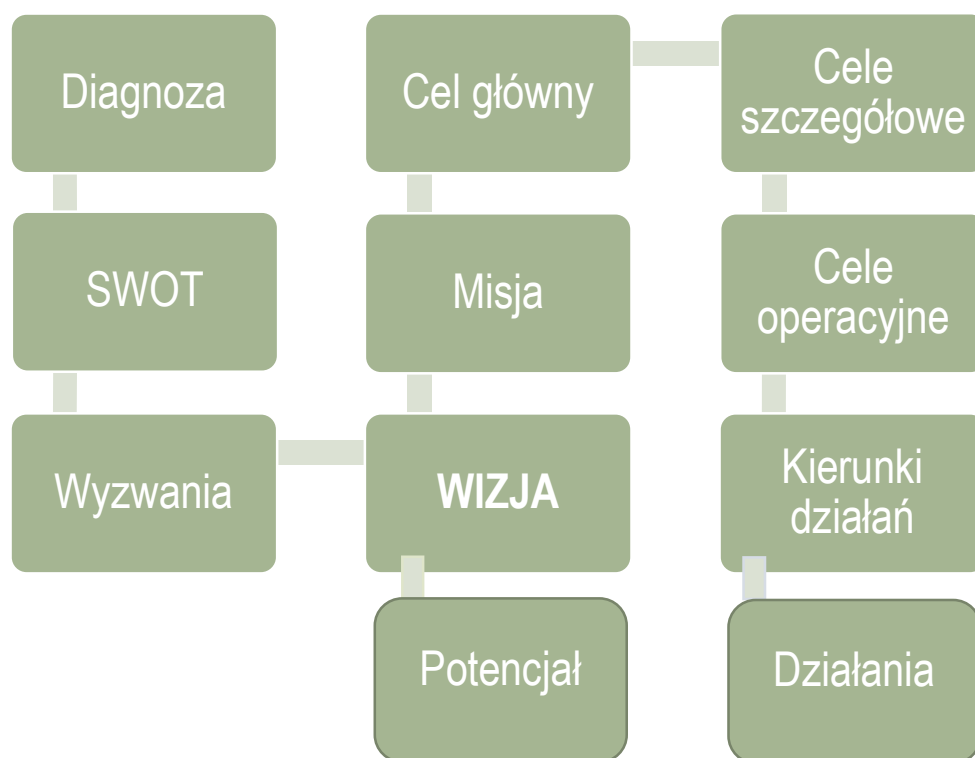 Diagnoza
SWOT
Wyzwania
Cel główny
Misja
WIZJA
Potencjał
Cele
szczegółowe
Cele
operacyjne
Kierunki
działań
Działania